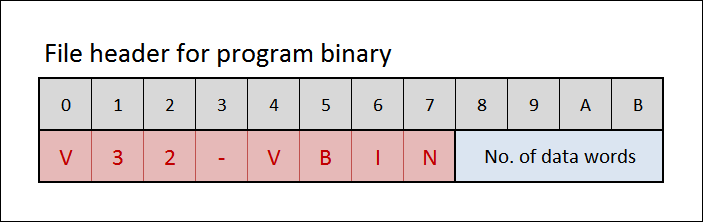 File header for program binary
0 1 2 3 4 5 6 7 8 9 A B
V 3 2 - V B I N No. of data words